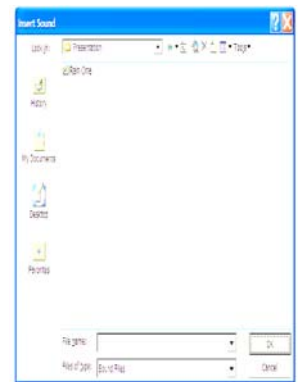 Insert Sound
Look in: Presentation Tools
Rain One
History
My Documents
Desktop
Favorites
File name:
OK
Files of type: Sound Files
Cancel